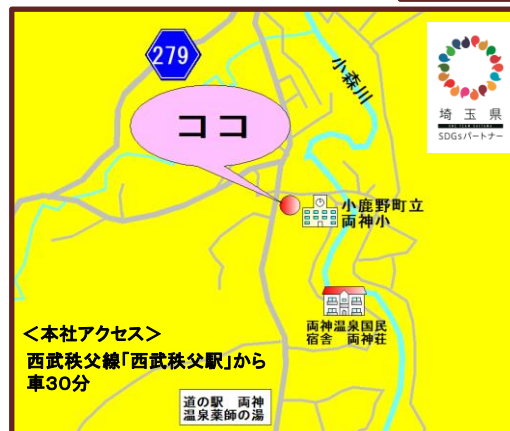 279
小森川
ココ
埼玉県
SDGsパートナー
小鹿野町立
両神小
両神温泉国民
宿舎 両神荘
＜本社アクセス＞
西武秩父線「西武秩父駅」から
車30分
道の駅 両神
温泉薬師の湯